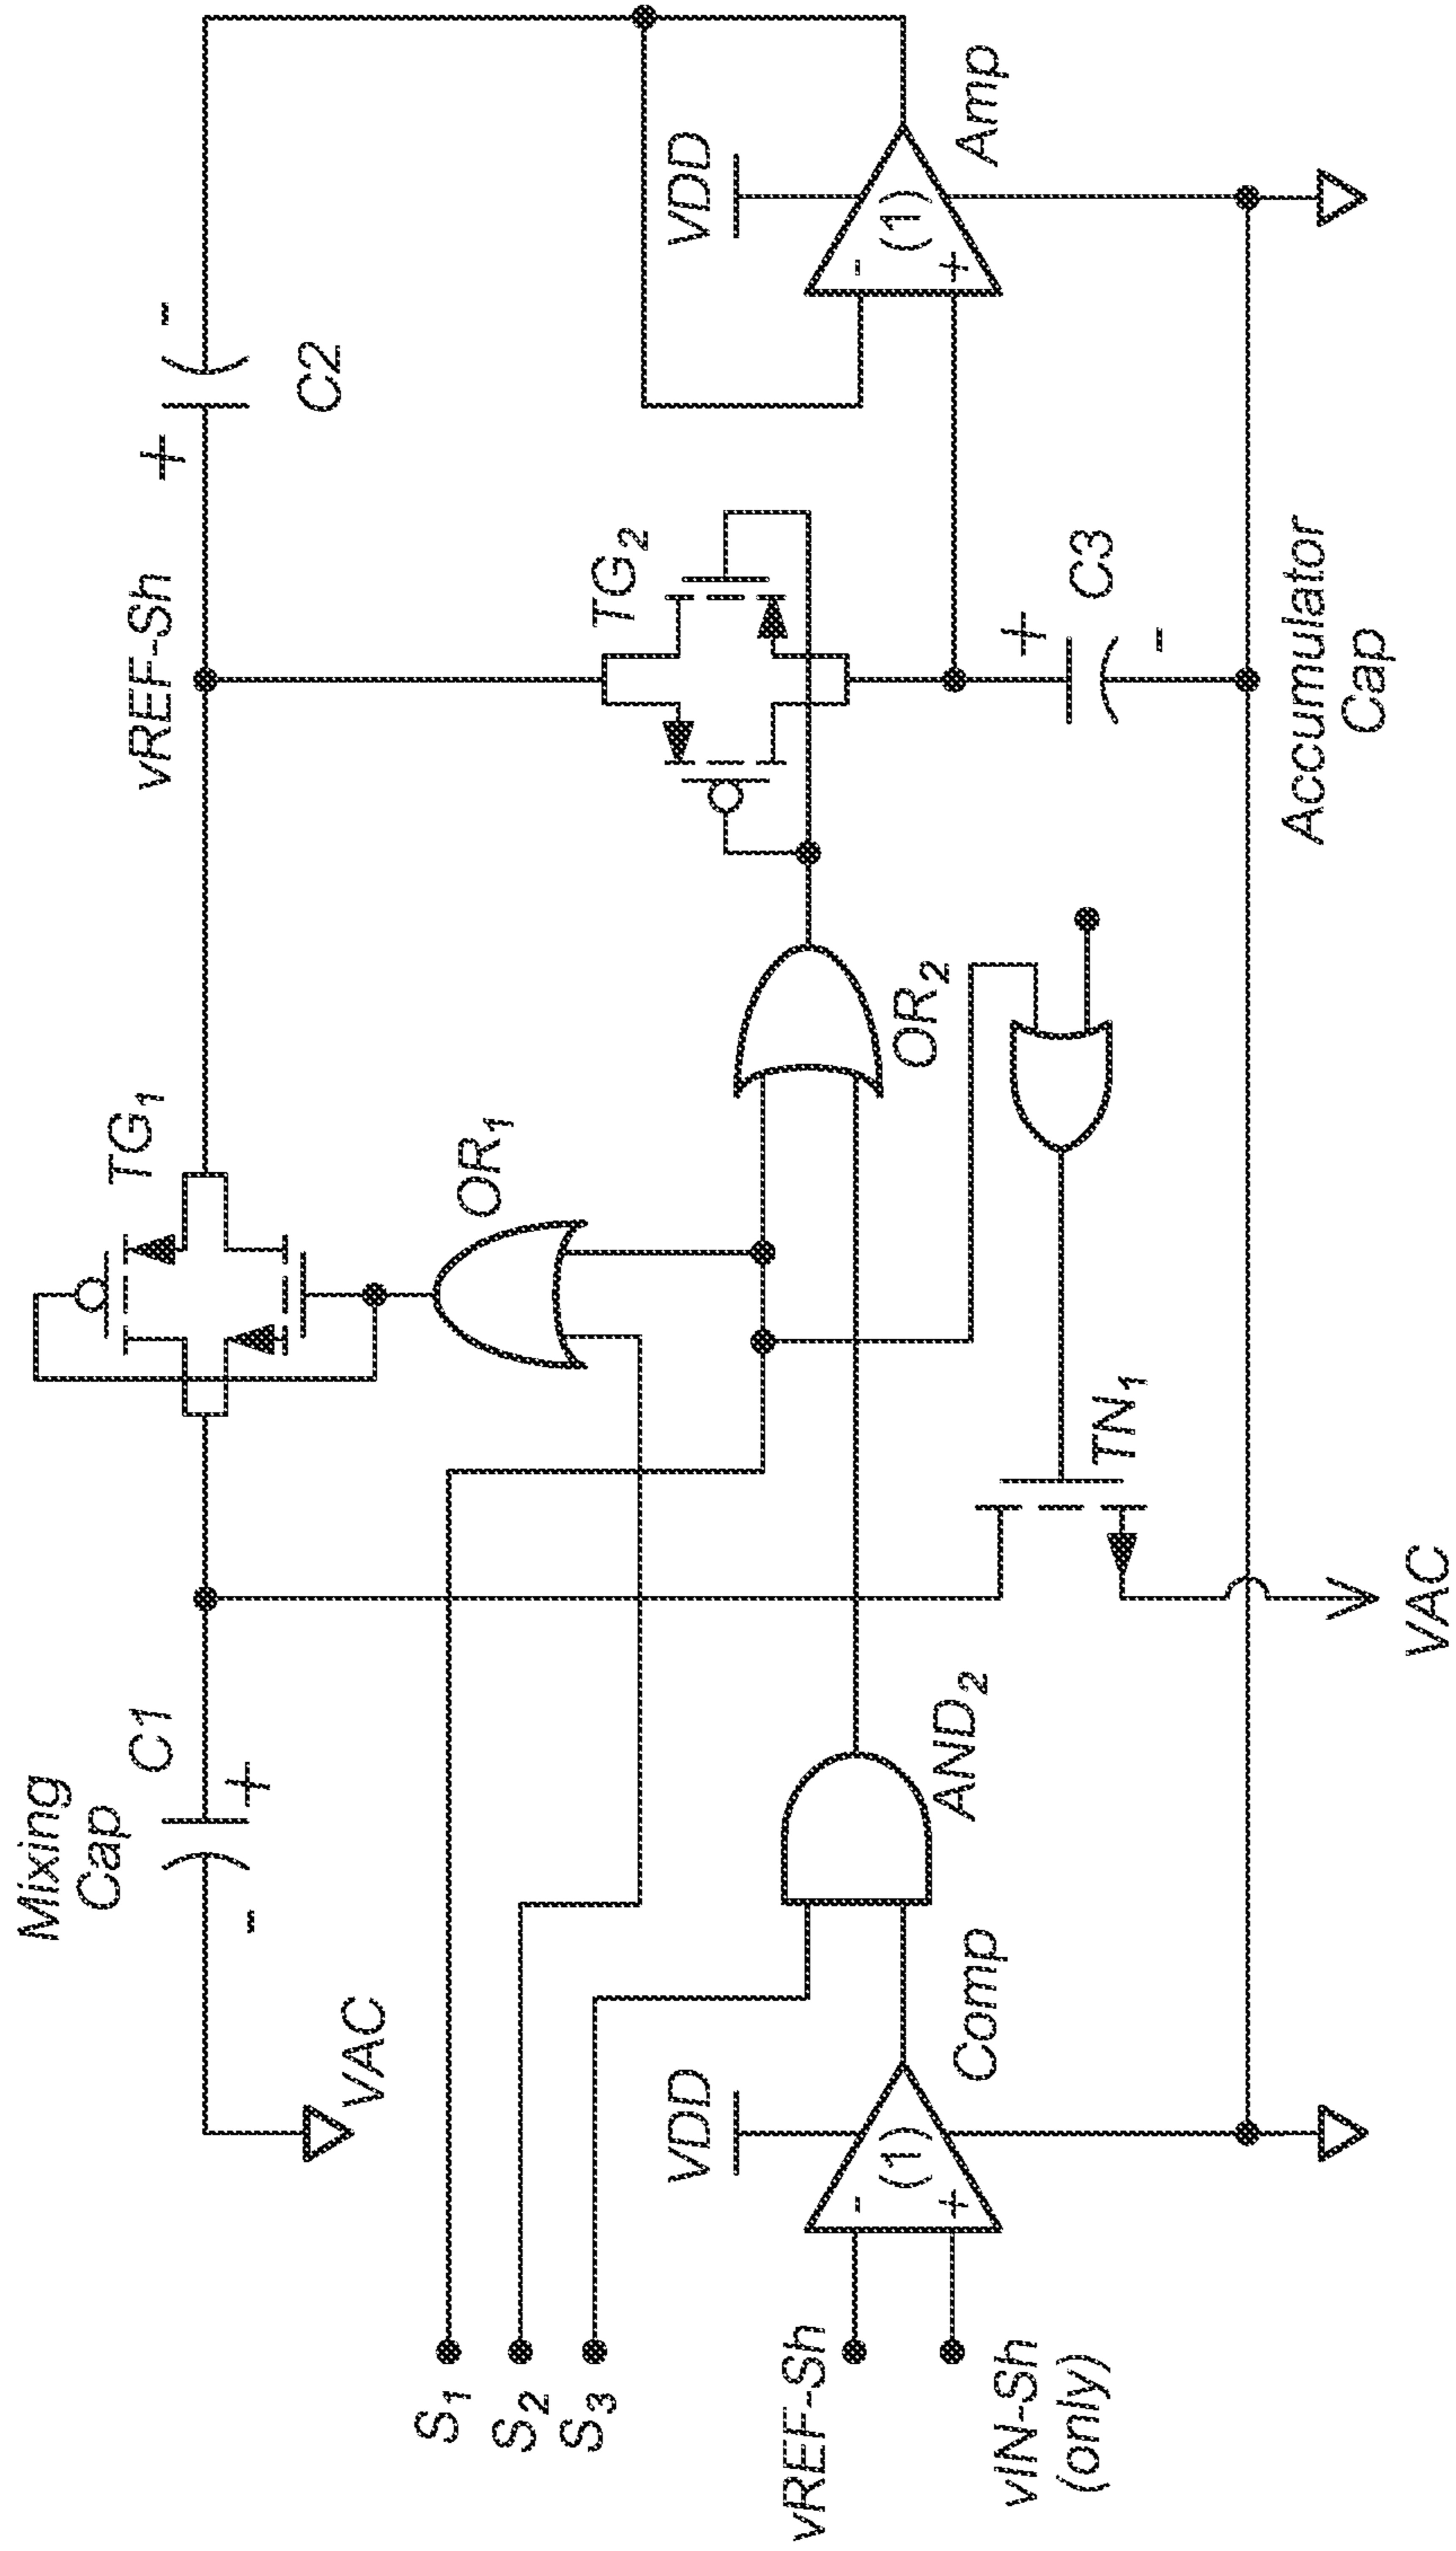 Mixing
Cap
C1
+
-
VAC
TG1
vREF-Sh
+
-
C2
S1
S2
S3
OR1
TG2
VDD
Comp
(1)
-
+
vREF-Sh
vIN-Sh
(only)
AND2
TN1
VAC
OR2
+
C3
-
Accumulator
Cap
VDD
-
+
(1)
Amp